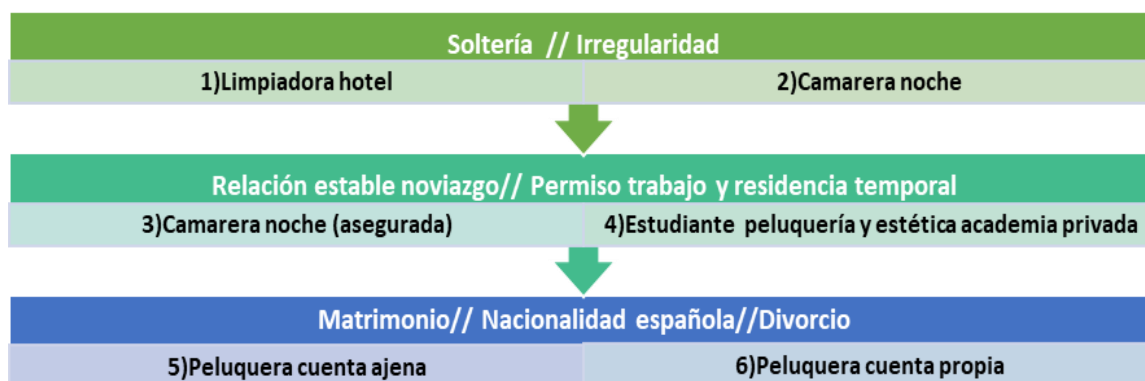 Soltería // Irregularidad
1)Limpiadora hotel
2)Camarera noche
Relación estable noviazgo// Permiso trabajo y residencia temporal
3)Camarera noche (asegurada)
4)Estudiante peluquería y estética academia privada
Matrimonio// Nacionalidad española//Divorcio
5)Peluquera cuenta ajena
6)Peluquera cuenta propia